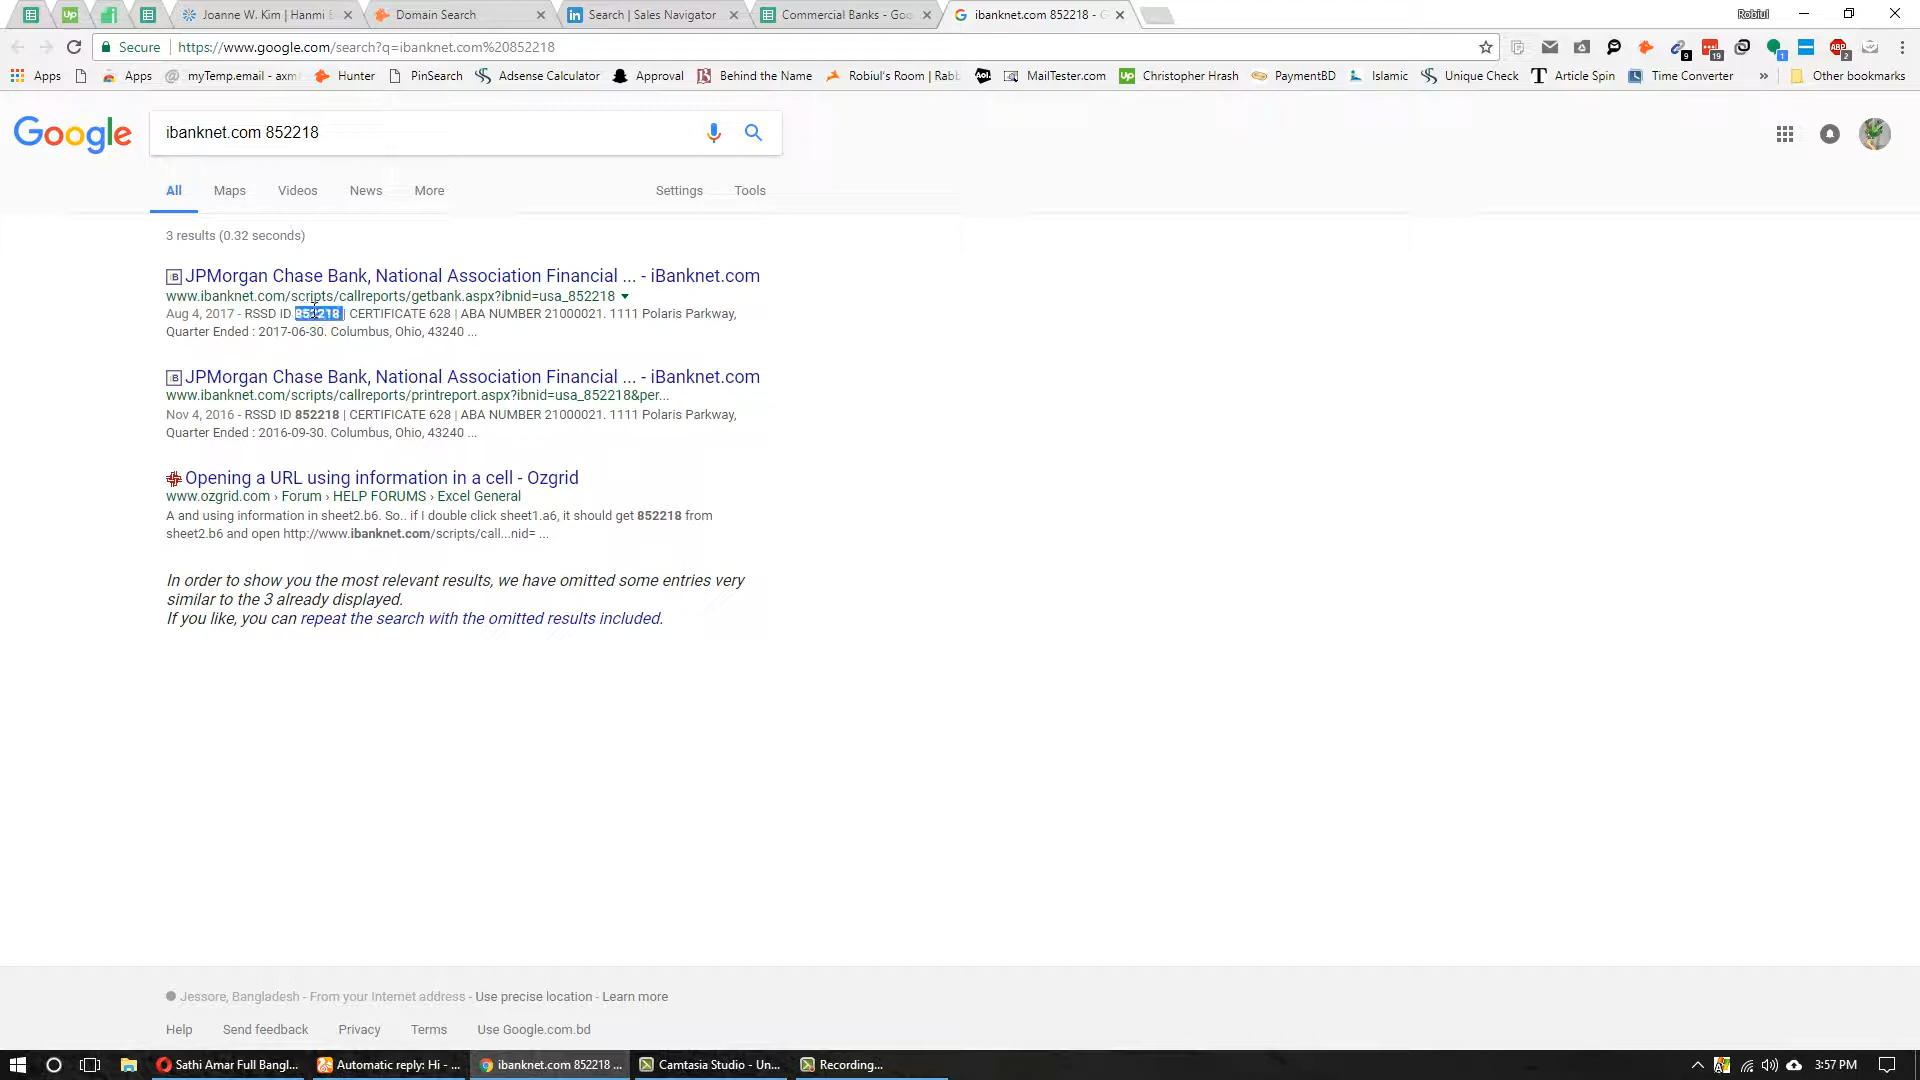 Joanne W. Kim | Hanmi
Domain Search
Search | Sales Navigator
Commercial Banks - Goo
ibanknet.com 852218 - G
Robiul
Secure
https://www.google.com/search?q=ibanknet.com%20852218
9
19
1
ABP
2
Apps
Apps
myTemp.email - axml
Hunter
PinSearch
Adsense Calculator
Approval
Behind the Name
Robiul's Room | Rabb
Aol.
MailTester.com
Up
Christopher Hrash
PaymentBD
Islamic
Unique Check
Article Spin
Time Converter
»
Other bookmarks
Google
ibanknet.com 852218
All
Maps
Videos
News
More
Settings
Tools
3 results (0.32 seconds)
JPMorgan Chase Bank, National Association Financial ... - iBanknet.com
www.ibanknet.com/scripts/callreports/getbank.aspx?ibnid=usa_852218
Aug 4, 2017 - RSSD ID 852218 | CERTIFICATE 628 | ABA NUMBER 21000021. 1111 Polaris Parkway,
Quarter Ended : 2017-06-30. Columbus, Ohio, 43240 ...
JPMorgan Chase Bank, National Association Financial ... - iBanknet.com
www.ibanknet.com/scripts/callreports/printreport.aspx?ibnid=usa_852218&per...
Nov 4, 2016 - RSSD ID 852218 | CERTIFICATE 628 | ABA NUMBER 21000021. 1111 Polaris Parkway,
Quarter Ended : 2016-09-30. Columbus, Ohio, 43240 ...
Opening a URL using information in a cell - Ozgrid
www.ozgrid.com › Forum › HELP FORUMS › Excel General
A and using information in sheet2.b6. So.. if I double click sheet1.a6, it should get 852218 from
sheet2.b6 and open http://www.ibanknet.com/scripts/call...nid= ...
In order to show you the most relevant results, we have omitted some entries very
similar to the 3 already displayed.
If you like, you can repeat the search with the omitted results included.
Jessore, Bangladesh - From your Internet address - Use precise location - Learn more
Help
Send feedback
Privacy
Terms
Use Google.com.bd
Sathi Amar Full Bangl...
Automatic reply: Hi - ...
ibanknet.com 852218 ...
Camtasia Studio - Un...
Recording...
3:57 PM